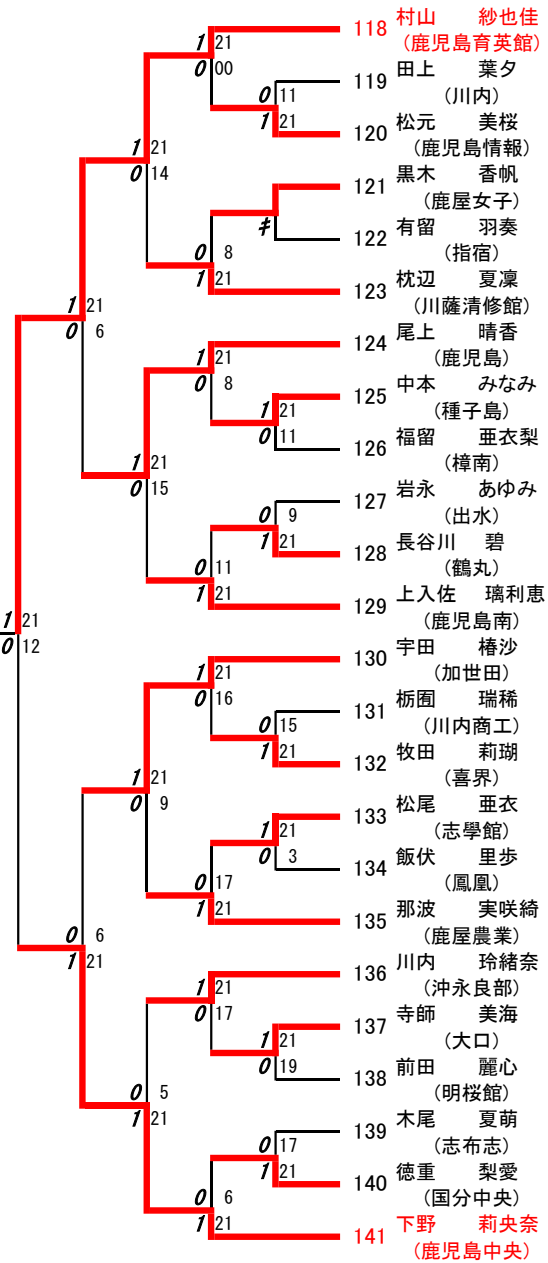 118 村山 紗也佳
(鹿児島育英館)
1 21
0 00
119 田上 葉夕
(川内)
0 11
1 21
120 松元 美桜
(鹿児島情報)
1 21
0 14
121 黒木 香帆
(鹿屋女子)
キ
122 有留 羽奏
(指宿)
0 8
1 21
123 枕辺 夏凜
(川薩清修館)
1 21
0 6
124 尾上 晴香
(鹿児島)
1 21
0 8
125 中本 みなみ
(種子島)
1 21
0 11
126 福留 亜衣梨
(樟南)
1 21
0 15
127 岩永 あゆみ
(出水)
0 9
1 21
128 長谷川 碧
(鶴丸)
0 11
1 21
129 上入佐 璃利恵
(鹿児島南)
1 21
0 12
130 宇田 椿沙
(加世田)
1 21
0 16
131 栃囿 瑞稀
(川内商工)
0 15
1 21
132 牧田 莉瑚
(喜界)
1 21
0 9
133 松尾 亜衣
(志學館)
1 21
0 3
134 飯伏 里歩
(鳳凰)
0 17
1 21
135 那波 実咲綺
(鹿屋農業)
0 6
1 21
136 川内 玲緒奈
(沖永良部)
1 21
0 17
137 寺師 美海
(大口)
1 21
0 19
138 前田 麗心
(明桜館)
0 5
1 21
139 木尾 夏萌
(志布志)
0 17
1 21
140 徳重 梨愛
(国分中央)
0 6
1 21
141 下野 莉央奈
(鹿児島中央)